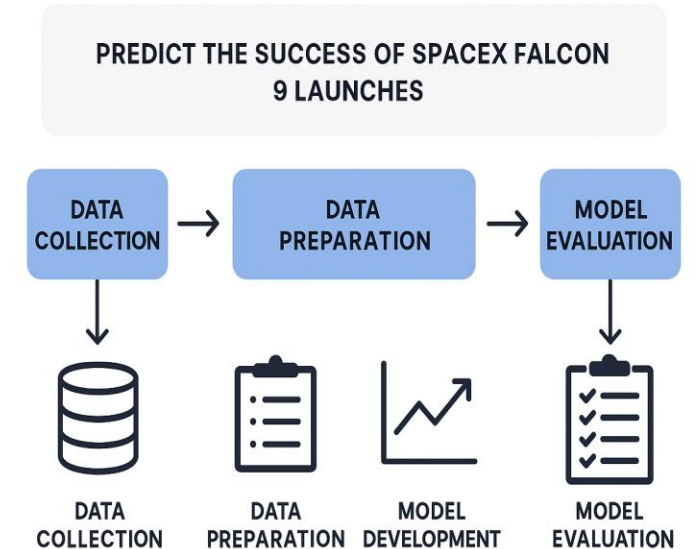 PREDICT THE SUCCESS OF SPACEX FALCON
9 LAUNCHES
DATA
COLLECTION
DATA
PREPARATION
MODEL
EVALUATION
DATA
COLLECTION
DATA
PREPARATION
MODEL
DEVELOPMENT
MODEL
EVALUATION